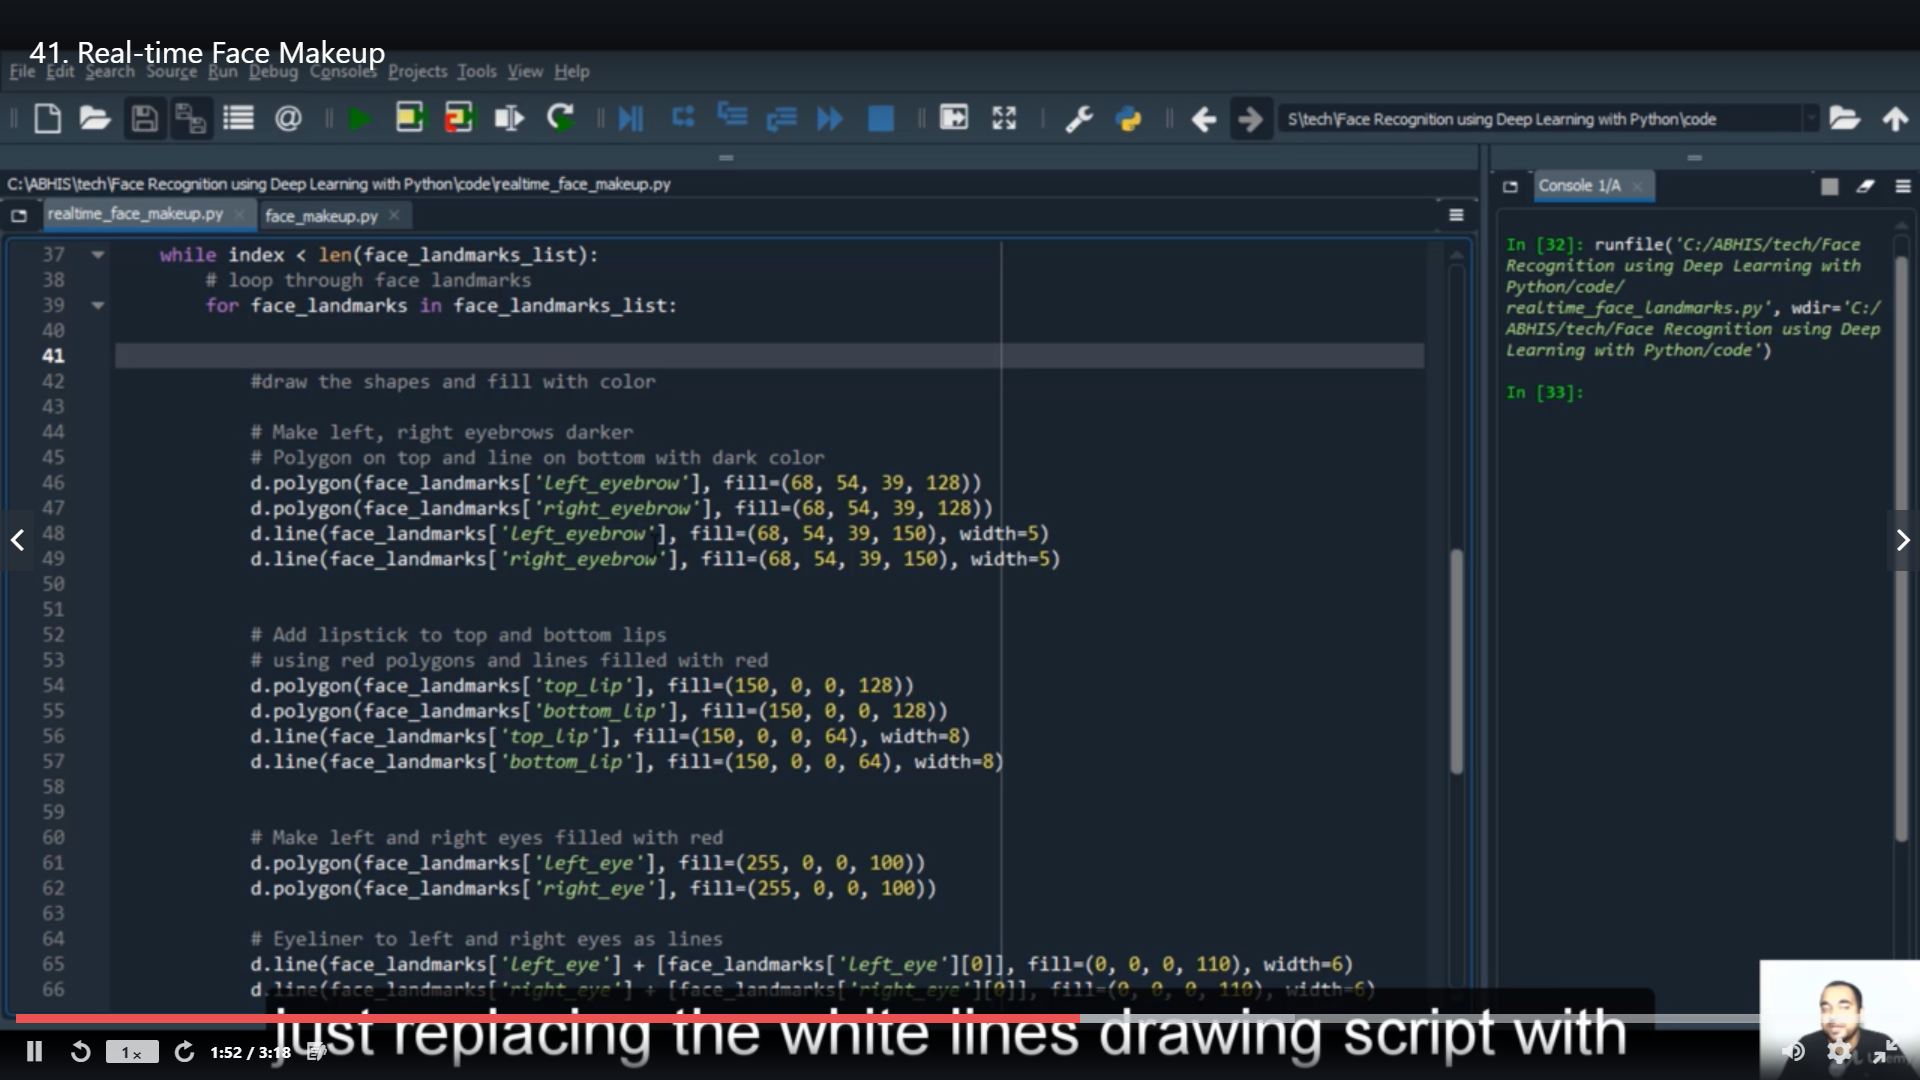 41. Real-time Face Makeup
File Edit Search Source Run Debug Consoles Projects Tools View Help
S\tech\Face Recognition using Deep Learning with Python\code
C:\ABHIS\tech\Face Recognition using Deep Learning with Python\code\realtime_face_makeup.py
realtime_face_makeup.py
face_makeup.py
37 while index < len(face_landmarks_list):
38 # loop through face landmarks
39 for face_landmarks in face_landmarks_list:
40
41
42 #draw the shapes and fill with color
43
44 # Make left, right eyebrows darker
45 # Polygon on top and line on bottom with dark color
46 d.polygon(face_landmarks['left_eyebrow'], fill=(68, 54, 39, 128))
47 d.polygon(face_landmarks['right_eyebrow'], fill=(68, 54, 39, 128))
48 d.line(face_landmarks['left_eyebrow'], fill=(68, 54, 39, 150), width=5)
49 d.line(face_landmarks['right_eyebrow'], fill=(68, 54, 39, 150), width=5)
50
51
52 # Add lipstick to top and bottom lips
53 # using red polygons and lines filled with red
54 d.polygon(face_landmarks['top_lip'], fill=(150, 0, 0, 128))
55 d.polygon(face_landmarks['bottom_lip'], fill=(150, 0, 0, 128))
56 d.line(face_landmarks['top_lip'], fill=(150, 0, 0, 64), width=8)
57 d.line(face_landmarks['bottom_lip'], fill=(150, 0, 0, 64), width=8)
58
59
60 # Make left and right eyes filled with red
61 d.polygon(face_landmarks['left_eye'], fill=(255, 0, 0, 100))
62 d.polygon(face_landmarks['right_eye'], fill=(255, 0, 0, 100))
63
64 # Eyeliner to left and right eyes as lines
65 d.line(face_landmarks['left_eye'] + [face_landmarks['left_eye'][0]], fill=(0, 0, 0, 110), width=6)
66 d.line(face_landmarks['right_eye'] + [face_landmarks['right_eye'][0]], fill=(0, 0, 0, 110), width=6)
Console 1/A
In [32]: runfile('C:/ABHIS/tech/Face
Recognition using Deep Learning with
Python/code/
realtime_face_landmarks.py', wdir='C:/
ABHIS/tech/Face Recognition using Deep
Learning with Python/code')
In [33]:
just replacing the white lines drawing script with
1x
1:52 / 3:18